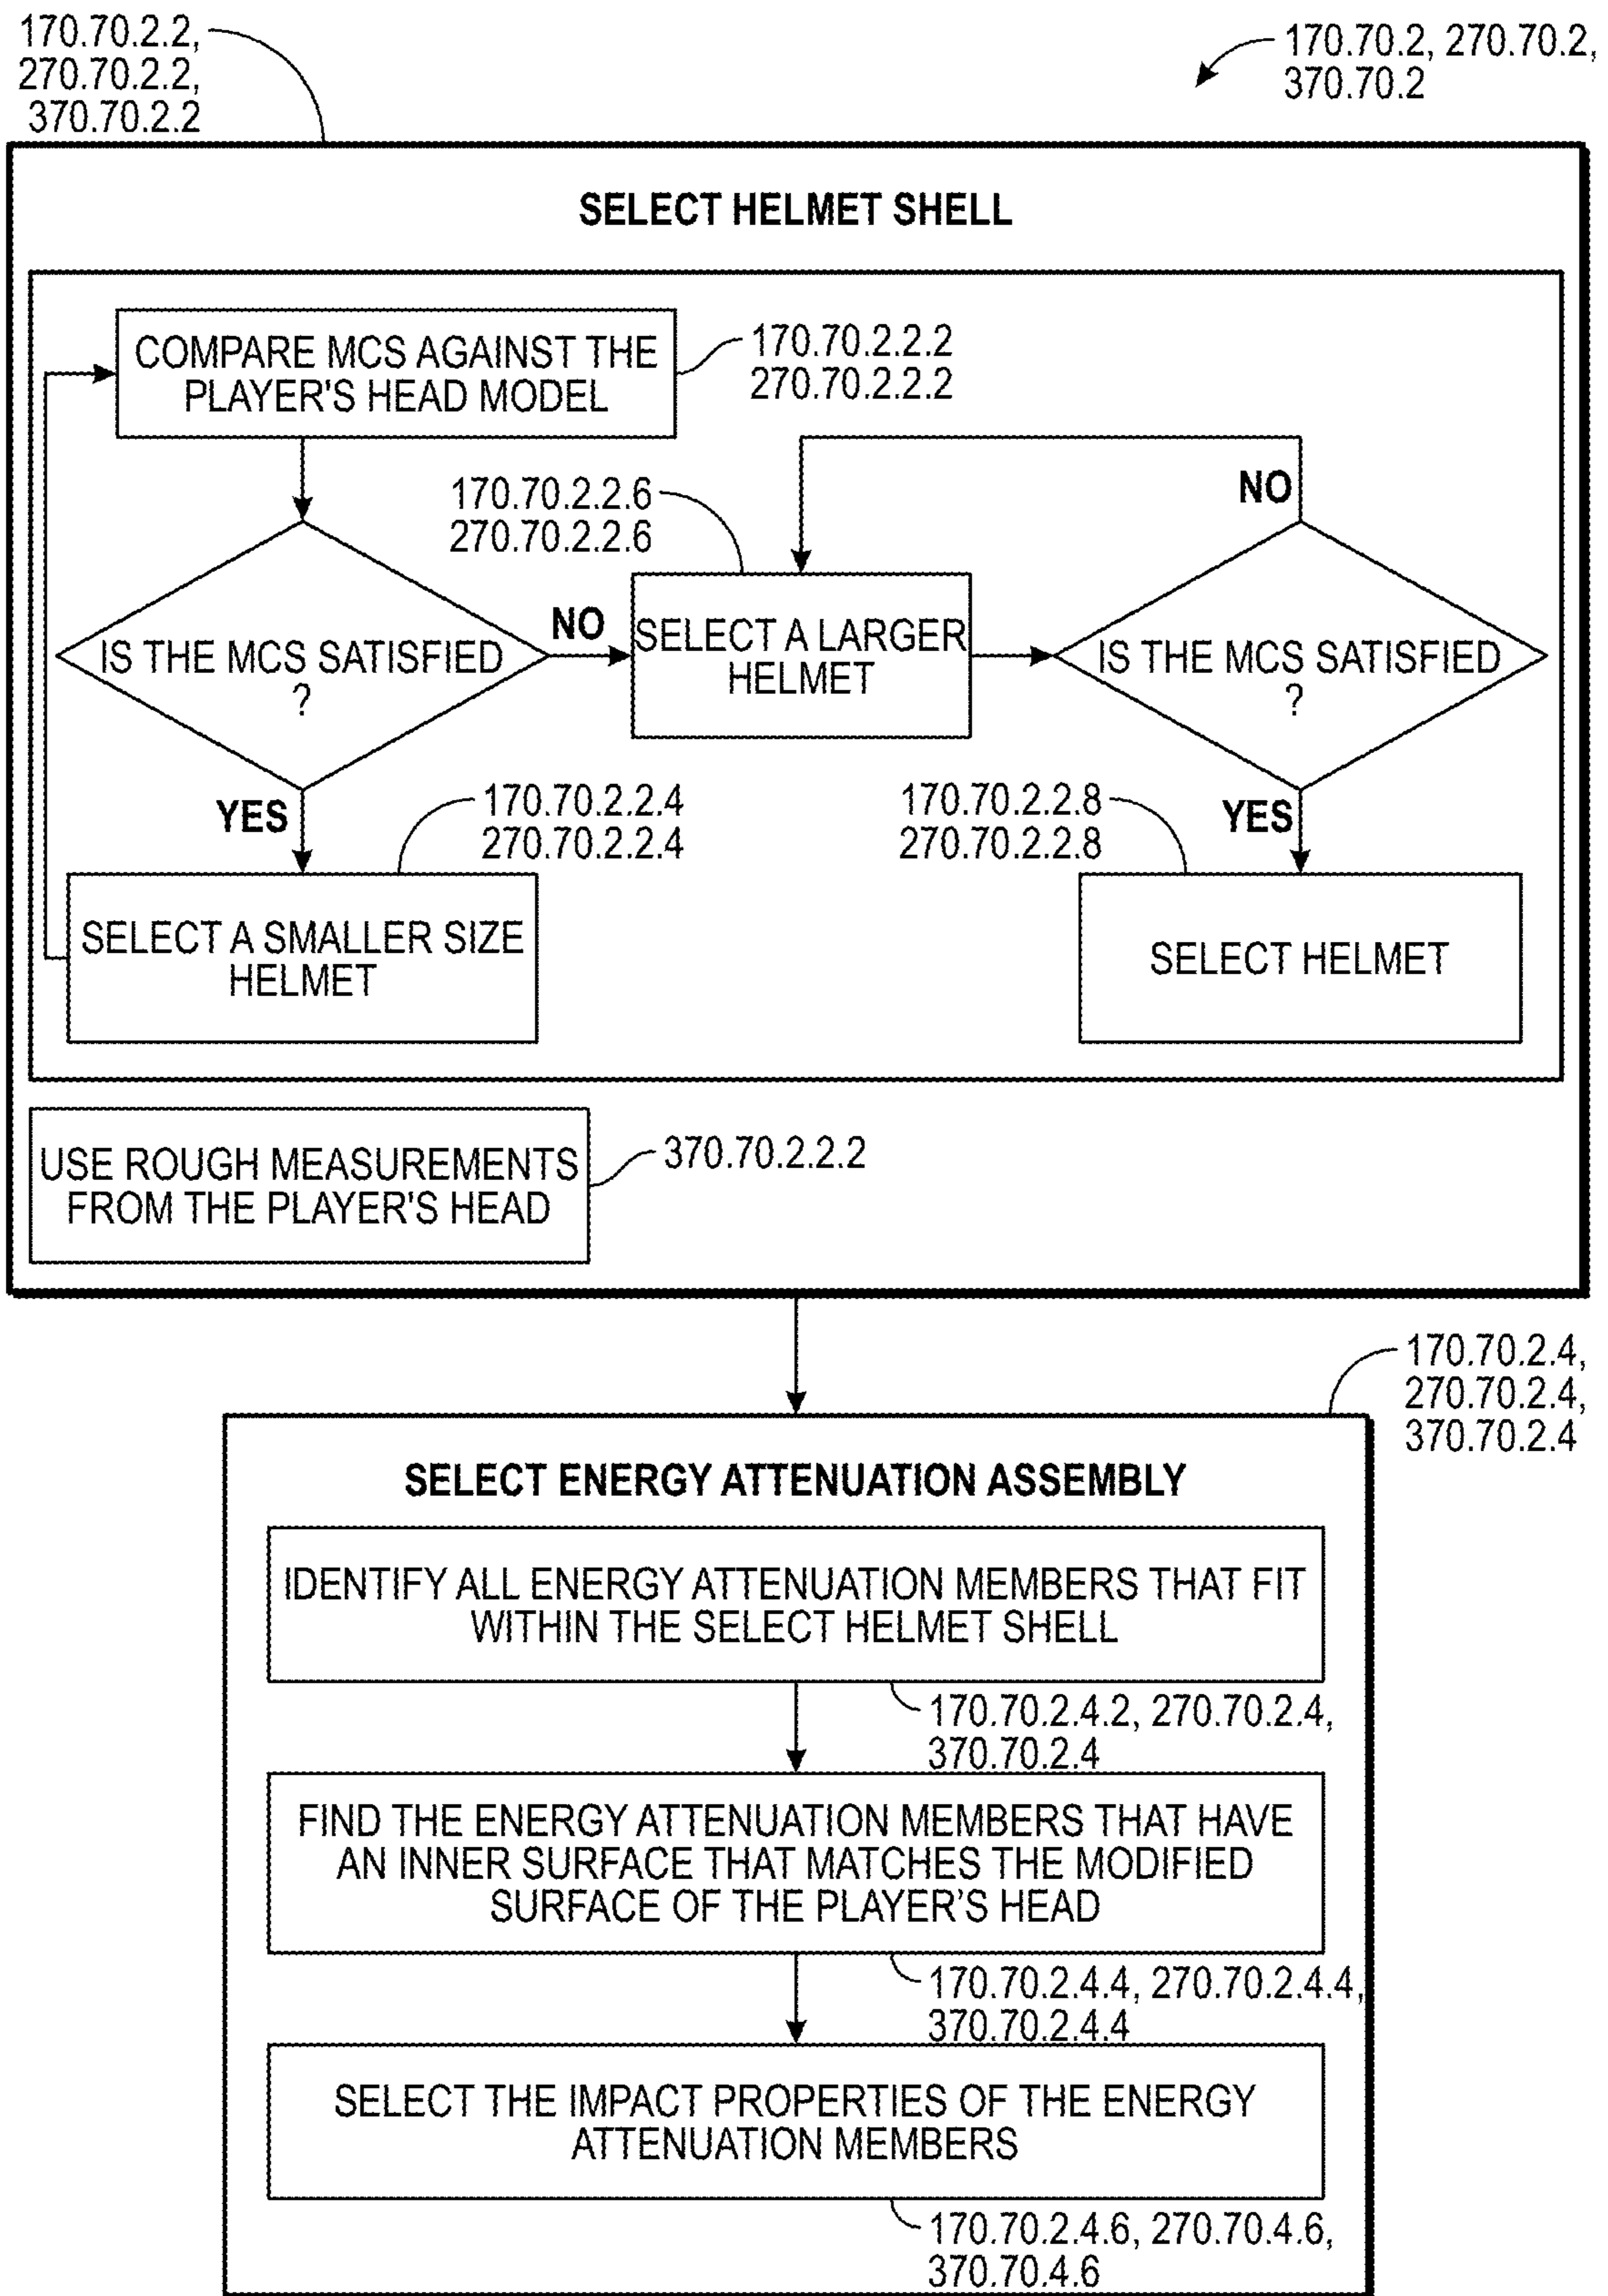 170.70.2.2,
270.70.2.2,
370.70.2.2
170.70.2, 270.70.2,
370.70.2
SELECT HELMET SHELL
COMPARE MCS AGAINST THE
PLAYER'S HEAD MODEL
170.70.2.2.2
270.70.2.2.2
NO
170.70.2.2.6
270.70.2.2.6
IS THE MCS SATISFIED
?
NO
SELECT A LARGER
HELMET
IS THE MCS SATISFIED
?
YES
170.70.2.2.4
270.70.2.2.4
170.70.2.2.8
270.70.2.2.8
YES
SELECT A SMALLER SIZE
HELMET
SELECT HELMET
USE ROUGH MEASUREMENTS
FROM THE PLAYER'S HEAD
370.70.2.2.2
170.70.2.4,
270.70.2.4,
370.70.2.4
SELECT ENERGY ATTENUATION ASSEMBLY
IDENTIFY ALL ENERGY ATTENUATION MEMBERS THAT FIT
WITHIN THE SELECT HELMET SHELL
170.70.2.4.2, 270.70.2.4,
370.70.2.4
FIND THE ENERGY ATTENUATION MEMBERS THAT HAVE
AN INNER SURFACE THAT MATCHES THE MODIFIED
SURFACE OF THE PLAYER’S HEAD
170.70.2.4.4, 270.70.2.4.4,
370.70.2.4.4
SELECT THE IMPACT PROPERTIES OF THE ENERGY
ATTENUATION MEMBERS
170.70.2.4.6, 270.70.4.6,
370.70.4.6